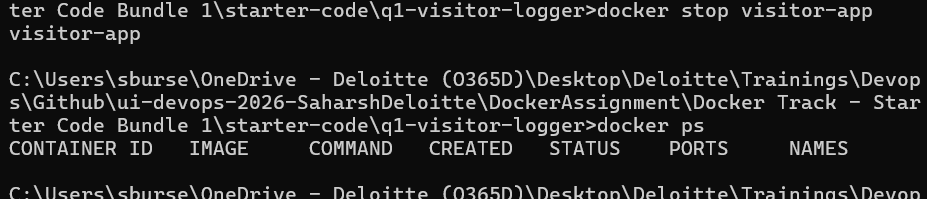 ter Code Bundle 1\starter-code\q1-visitor-logger>docker stop visitor-app
visitor-app
C:\Users\sburse\OneDrive - Deloitte (O365D)\Desktop\Deloitte\Trainings\Devop
s\Github\ui-devops-2026-SaharshDeloitte\DockerAssignment\Docker Track - Star
ter Code Bundle 1\starter-code\q1-visitor-logger>docker ps
CONTAINER ID   IMAGE     COMMAND   CREATED   STATUS    PORTS     NAMES
C:\Users\sburse\OneDrive - Deloitte (O365D)\Desktop\Deloitte\Trainings\Devop